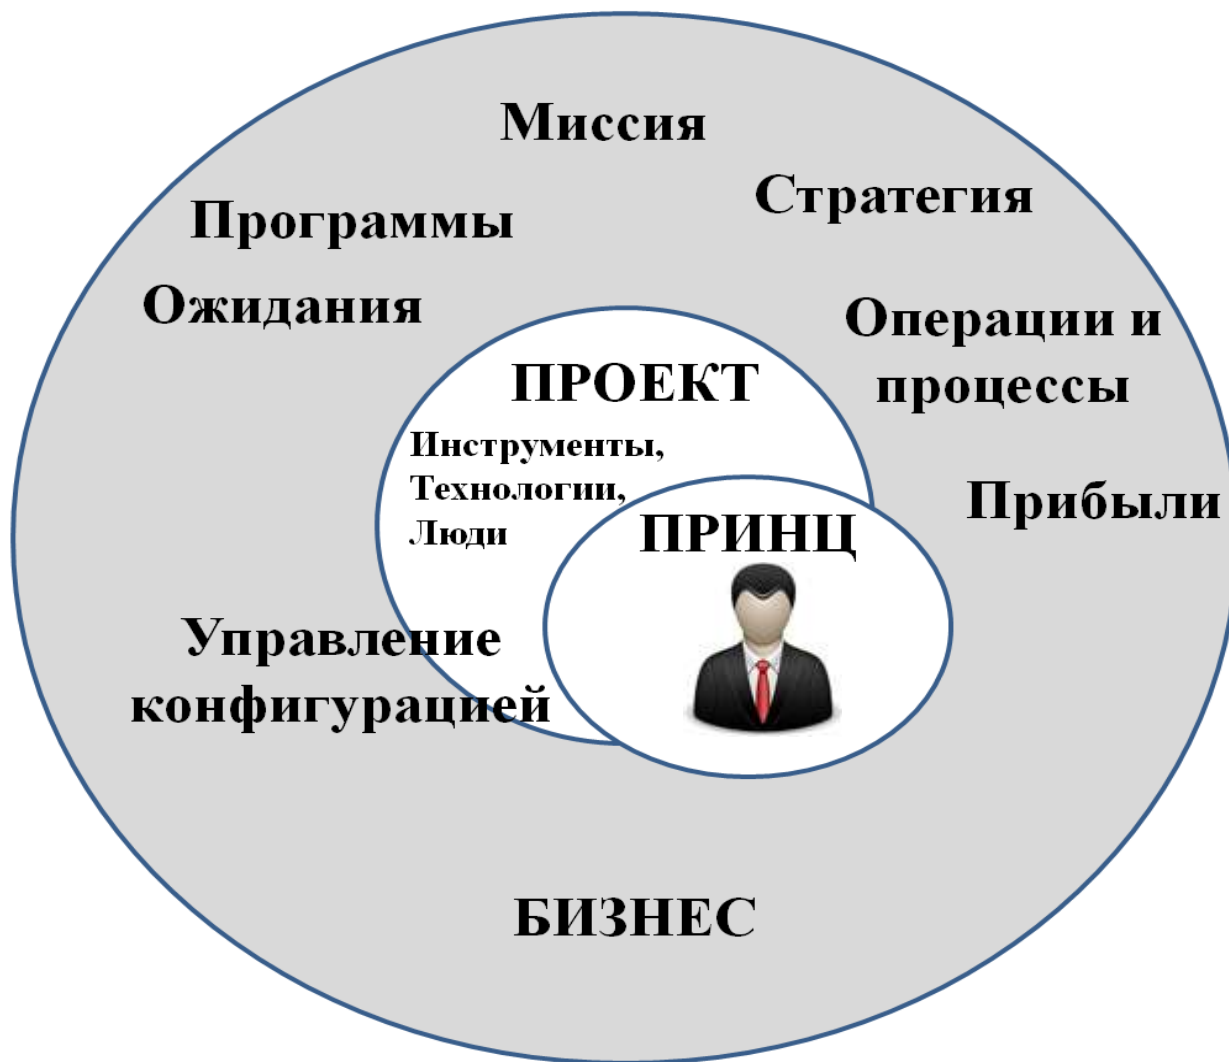 Миссия
Стратегия
Программы
Ожидания
Операции и
процессы
ПРОЕКТ
Инструменты,
Технологии,
Люди
Прибыли
ПРИНЦ
Управление
конфигурацией
БИЗНЕС